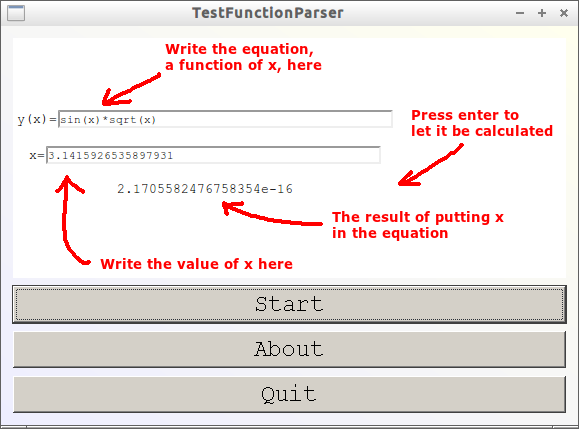 TestFunctionParser
Write the equation,
a function of x, here
y(x)=sin(x)*sqrt(x)
Press enter to
let it be calculated
x=3.1415926535897931
2.1705582476758354e-16
The result of putting x
in the equation
Write the value of x here
Start
About
Quit